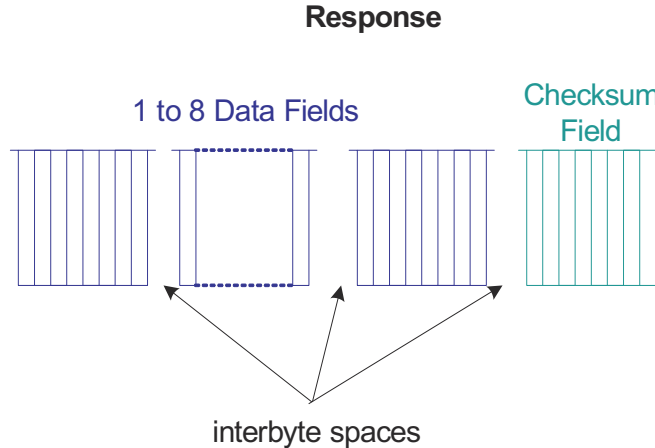 Response
1 to 8 Data Fields
Checksum
Field
interbyte spaces